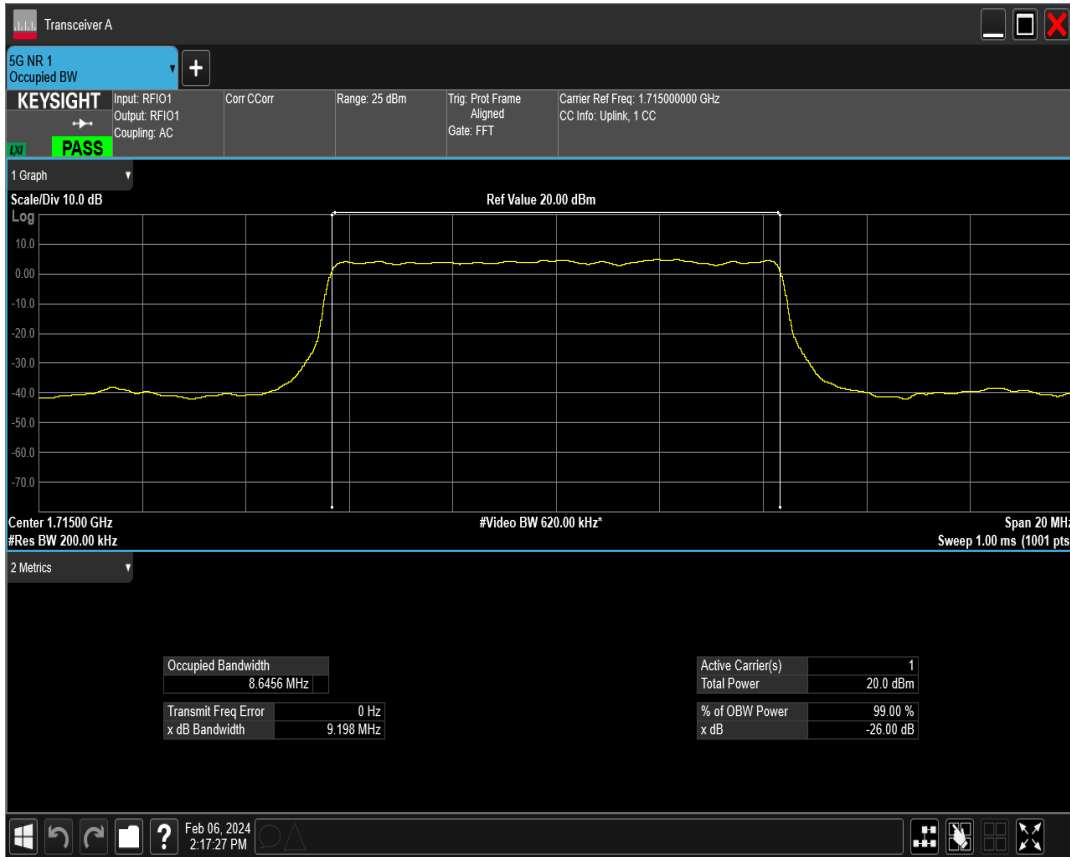 Transceiver A
5G NR 1
Occupied BW
KEYSIGHT
LXI
PASS
Input: RFIO1
Output: RFIO1
Coupling: AC
Corr CCorr
Range: 25 dBm
Trig: Prot Frame
Aligned
Gate: FFT
Carrier Ref Freq: 1.715000000 GHz
CC Info: Uplink, 1 CC
1 Graph
Scale/Div 10.0 dB
Ref Value 20.00 dBm
Log
10.0
0.00
-10.0
-20.0
-30.0
-40.0
-50.0
-60.0
-70.0
Center 1.71500 GHz
#Video BW 620.00 kHz*
Span 20 MHz
#Res BW 200.00 kHz
Sweep 1.00 ms (1001 pts
2 Metrics
Occupied Bandwidth
8.6456 MHz
Transmit Freq Error 0 Hz
x dB Bandwidth 9.198 MHz
Active Carrier(s) 1
Total Power 20.0 dBm
% of OBW Power 99.00 %
x dB -26.00 dB
?
Feb 06, 2024
2:17:27 PM